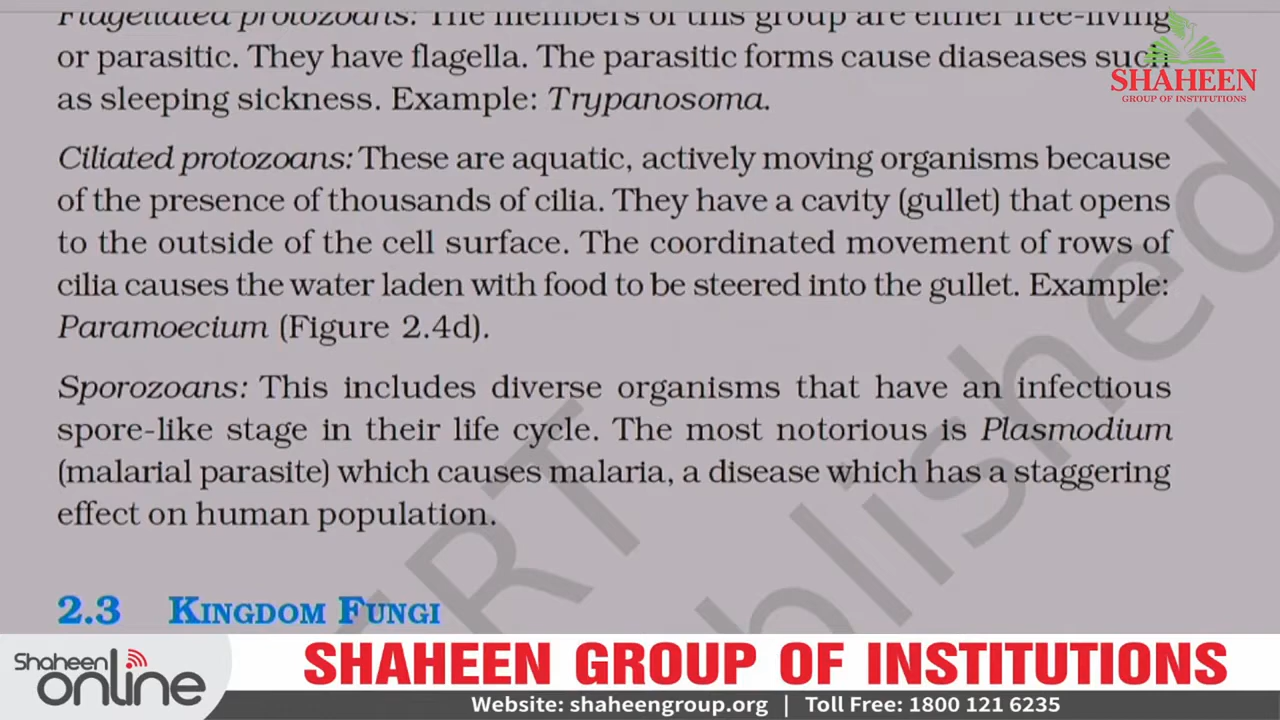 Flagellated protozoans: The members of this group are either free-living
or parasitic. They have flagella. The parasitic forms cause diaseases such
as sleeping sickness. Example: Trypanosoma.
Ciliated protozoans: These are aquatic, actively moving organisms because
of the presence of thousands of cilia. They have a cavity (gullet) that opens
to the outside of the cell surface. The coordinated movement of rows of
cilia causes the water laden with food to be steered into the gullet. Example:
Paramoecium (Figure 2.4d).
Sporozoans: This includes diverse organisms that have an infectious
spore-like stage in their life cycle. The most notorious is Plasmodium
(malarial parasite) which causes malaria, a disease which has a staggering
effect on human population.
2.3 KINGDOM FUNGI
SHAHEEN
GROUP OF INSTITUTIONS
Shaheen
online
SHAHEEN GROUP OF INSTITUTIONS
Website: shaheengroup.org | Toll Free: 1800 121 6235